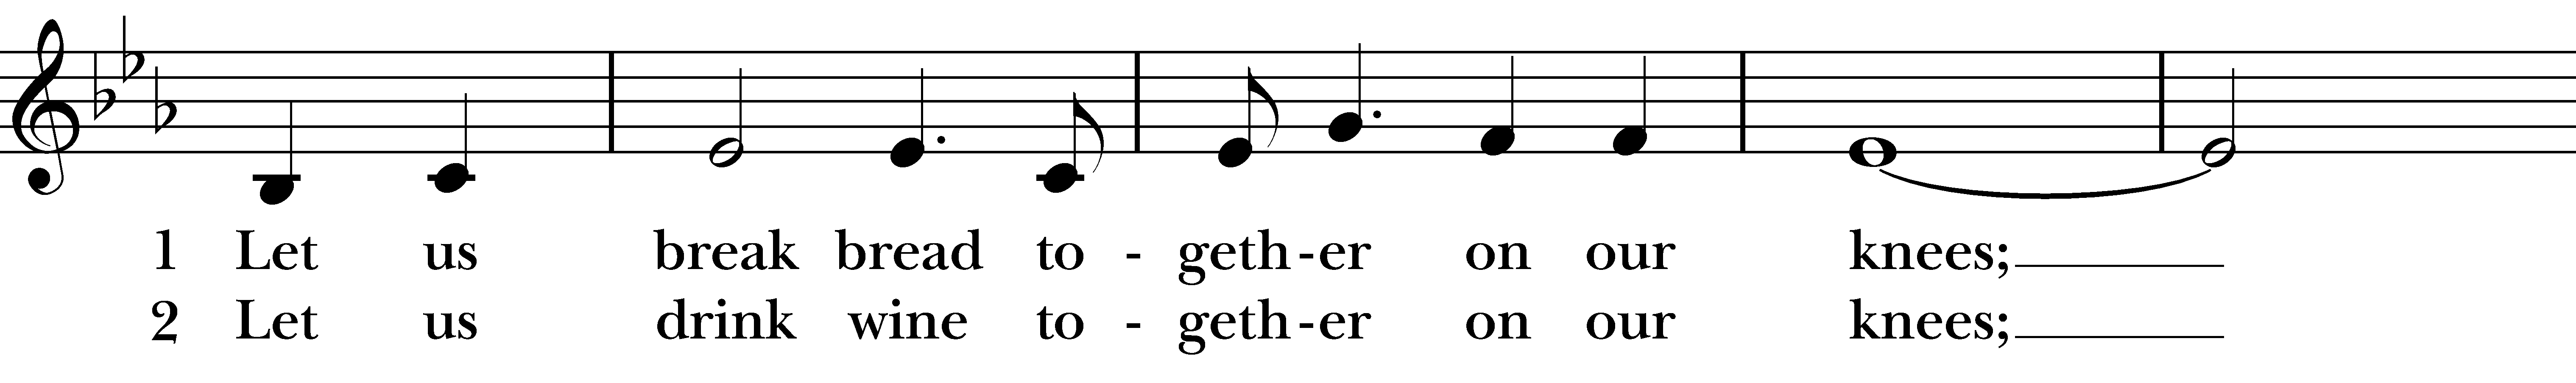 1 Let us break bread to - geth - er on our knees;
2 Let us drink wine to - geth - er on our knees;